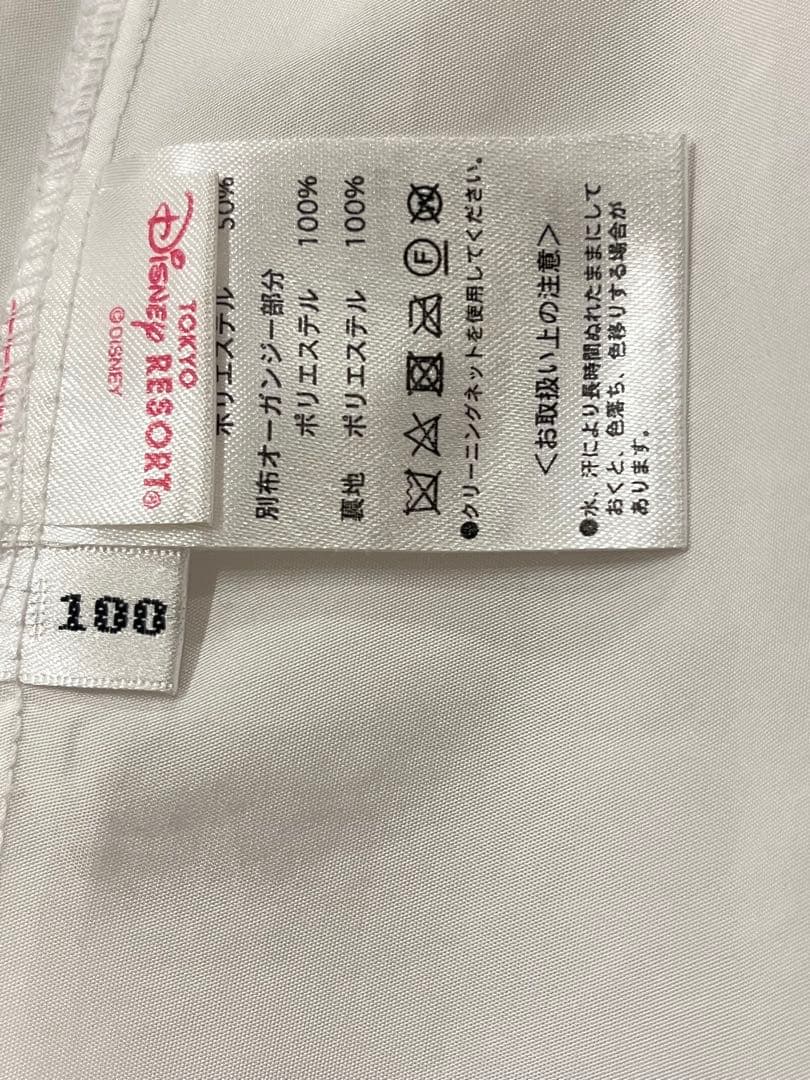 TOKYO
DISNEY RESORT®
©DISNEY
ポリエステル 50%
別布オーガンジー部分
ポリエステル 100%
裏地 ポリエステル 100%
F W
●クリーニングネットを使用してください。
＜お取扱い上の注意＞
●水、汗により長時間ぬれたままにして
おくと、色落ち、色移りする場合が
あります。
100